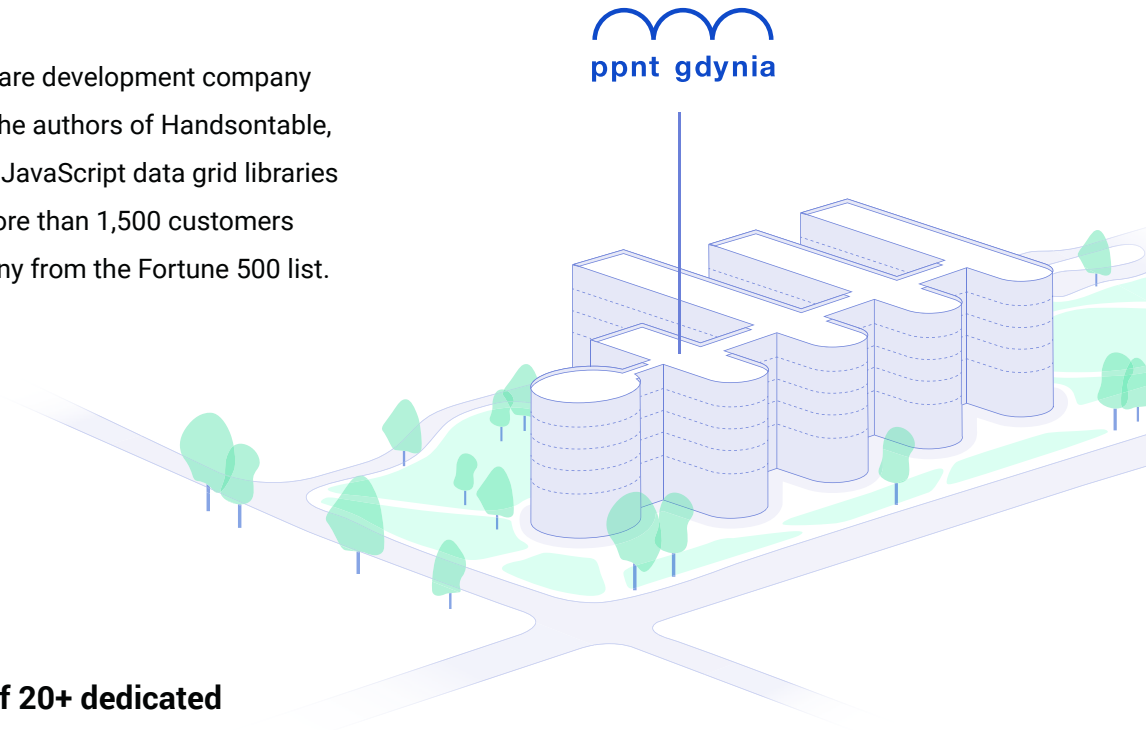 are development company
he authors of Handsontable,
JavaScript data grid libraries
ore than 1,500 customers
ny from the Fortune 500 list.
ppnt gdynia
f 20+ dedicated